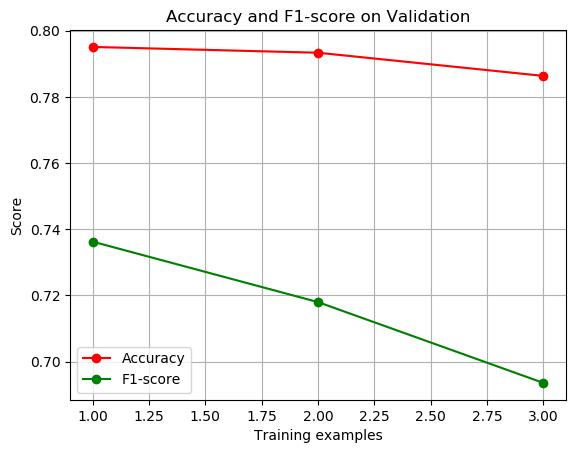 Accuracy and F1-score on Validation
0.80
0.78
0.76
0.74
0.72
0.70
Score
Accuracy
F1-score
1.00 1.25 1.50 1.75 2.00 2.25 2.50 2.75 3.00
Training examples